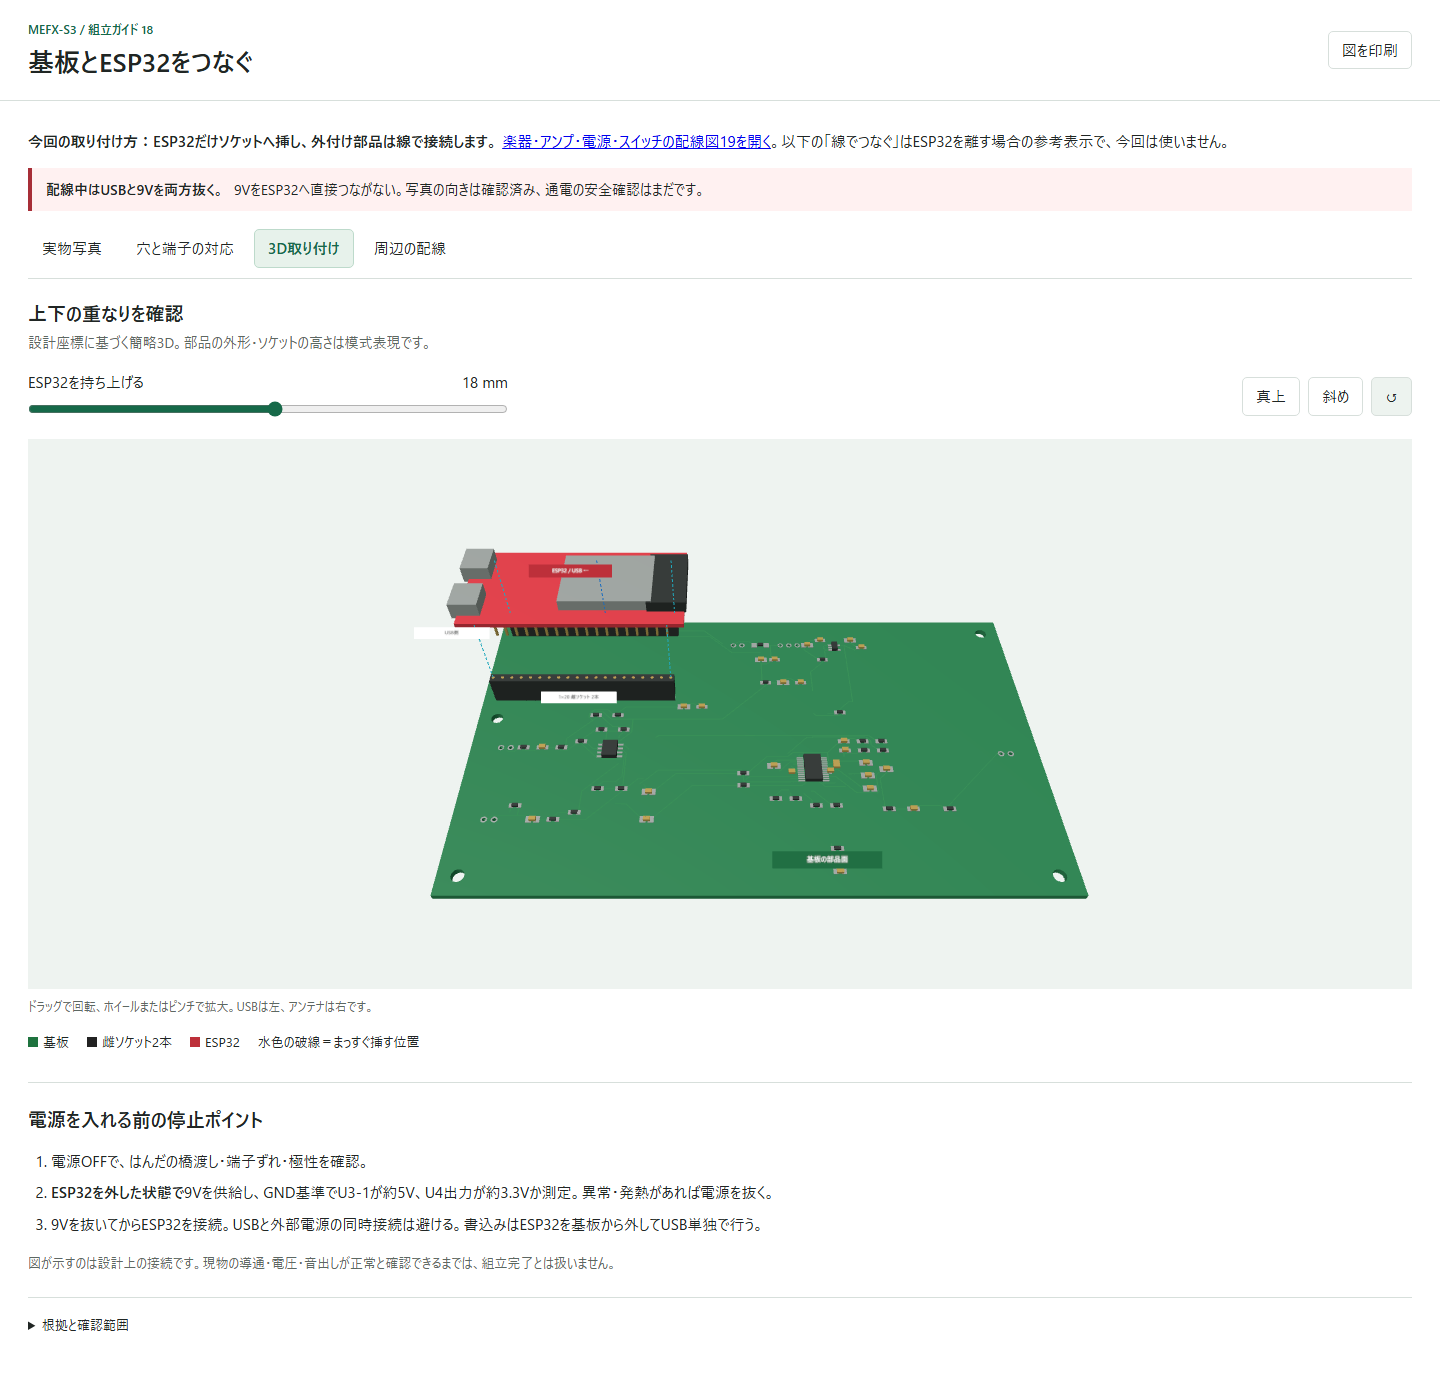 MEFX-S3 / 組立ガイド 18
基板とESP32をつなぐ
図を印刷
今回の取り付け方：ESP32だけソケットへ挿し、外付け部品は線で接続します。 楽器・アンプ・電源・スイッチの配線図19を開く。以下の「線でつなぐ」はESP32を離す場合の参考表示で、今回は使いません。
配線中はUSBと9Vを両方抜く。 9VをESP32へ直接つながない。写真の向きは確認済み、通電の安全確認はまだです。
実物写真 穴と端子の対応 3D取り付け 周辺の配線
上下の重なりを確認
設計座標に基づく簡略3D。部品の外形・ソケットの高さは模式表現です。
ESP32を持ち上げる 18 mm
真上 斜め ↺
ESP32 / USB ←
USB側
基板の部品面
ドラッグで回転、ホイールまたはピンチで拡大。USBは左、アンテナは右です。
基板 雌ソケット2本 ESP32 水色の破線＝まっすぐ挿す位置
電源を入れる前の停止ポイント
1. 電源OFFで、はんだの橋渡し・端子ずれ・極性を確認。
2. ESP32を外した状態で9Vを供給し、GND基準でU3-1が約5V、U4出力が約3.3Vか測定。異常・発熱があれば電源を抜く。
3. 9Vを抜いてからESP32を接続。USBと外部電源の同時接続は避ける。書込みはESP32を基板から外してUSB単独で行う。
図が示すのは設計上の接続です。現物の導通・電圧・音出しが正常と確認できるまでは、組立完了とは扱いません。
▶ 根拠と確認範囲